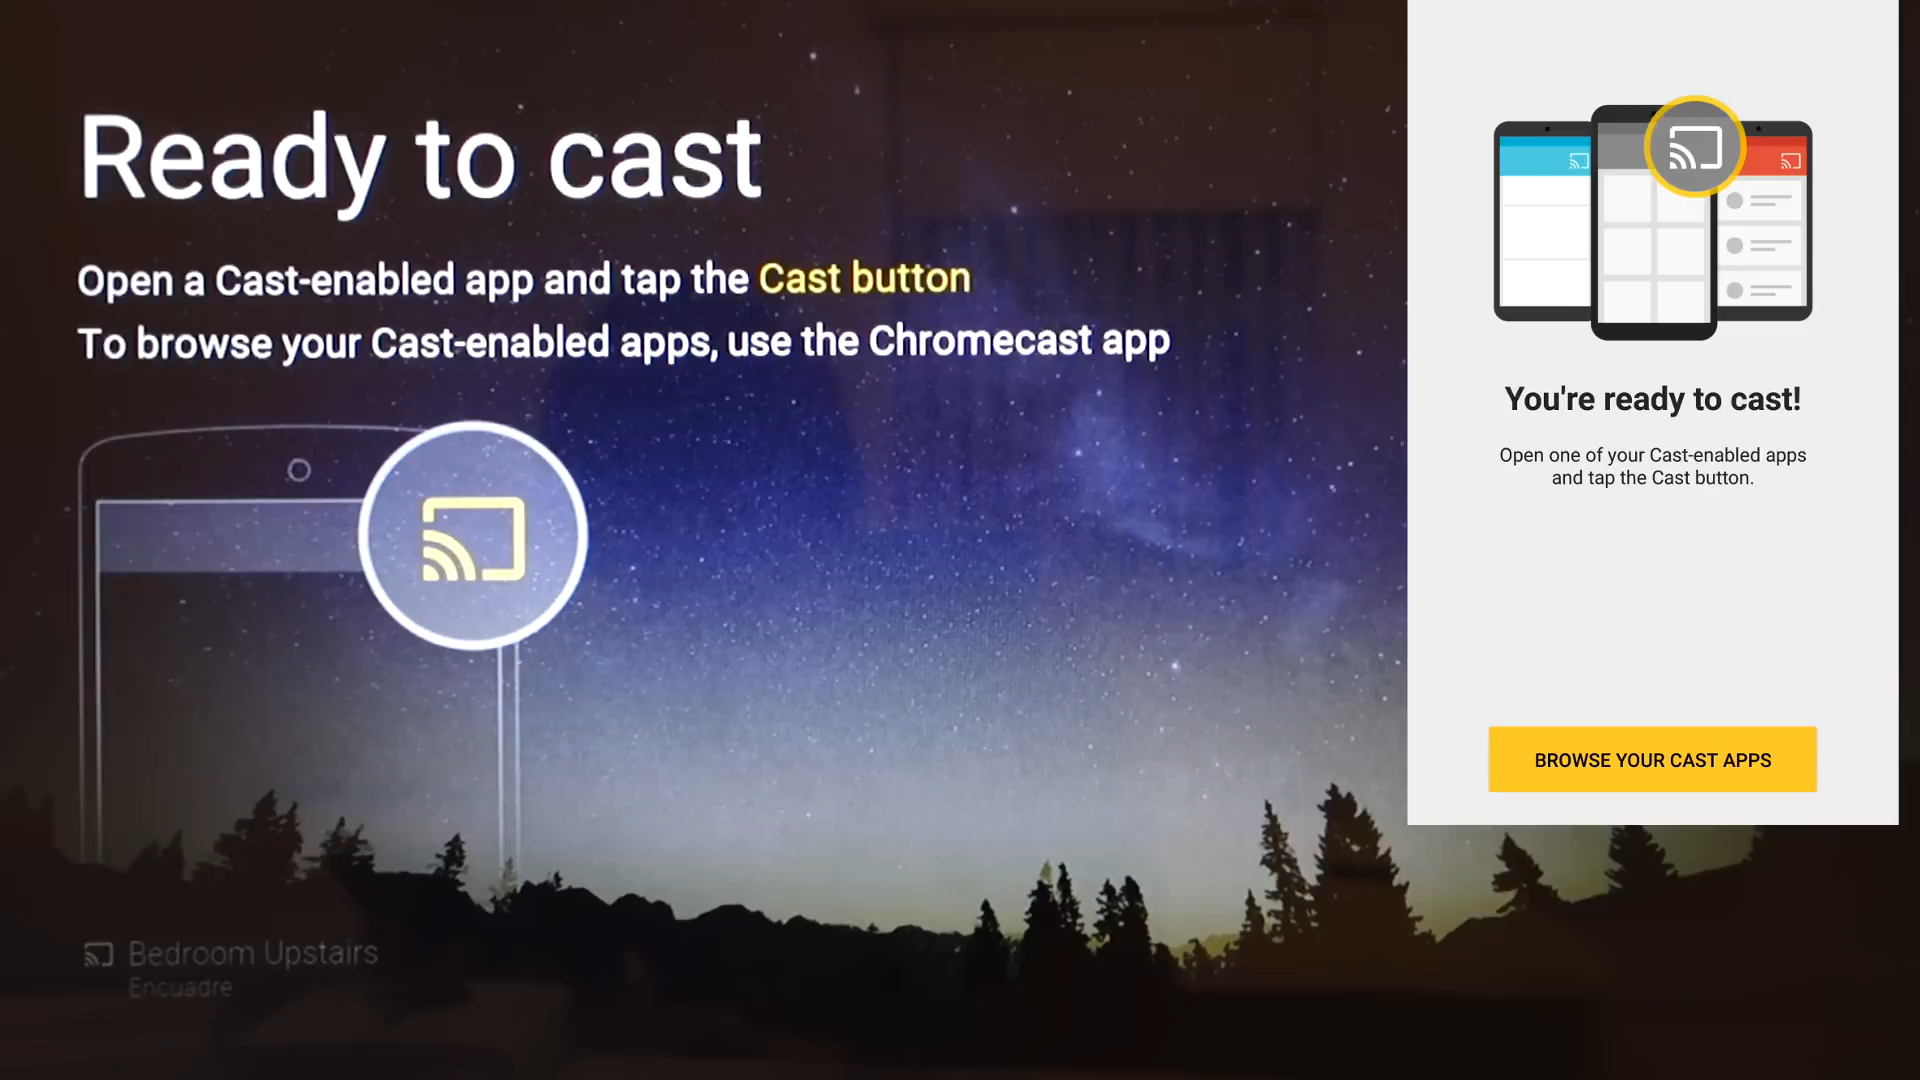 Ready to cast
Open a Cast-enabled app and tap the Cast button
To browse your Cast-enabled apps, use the Chromecast app
Bedroom Upstairs
Encuadre
You're ready to cast!
Open one of your Cast-enabled apps
and tap the Cast button.
BROWSE YOUR CAST APPS